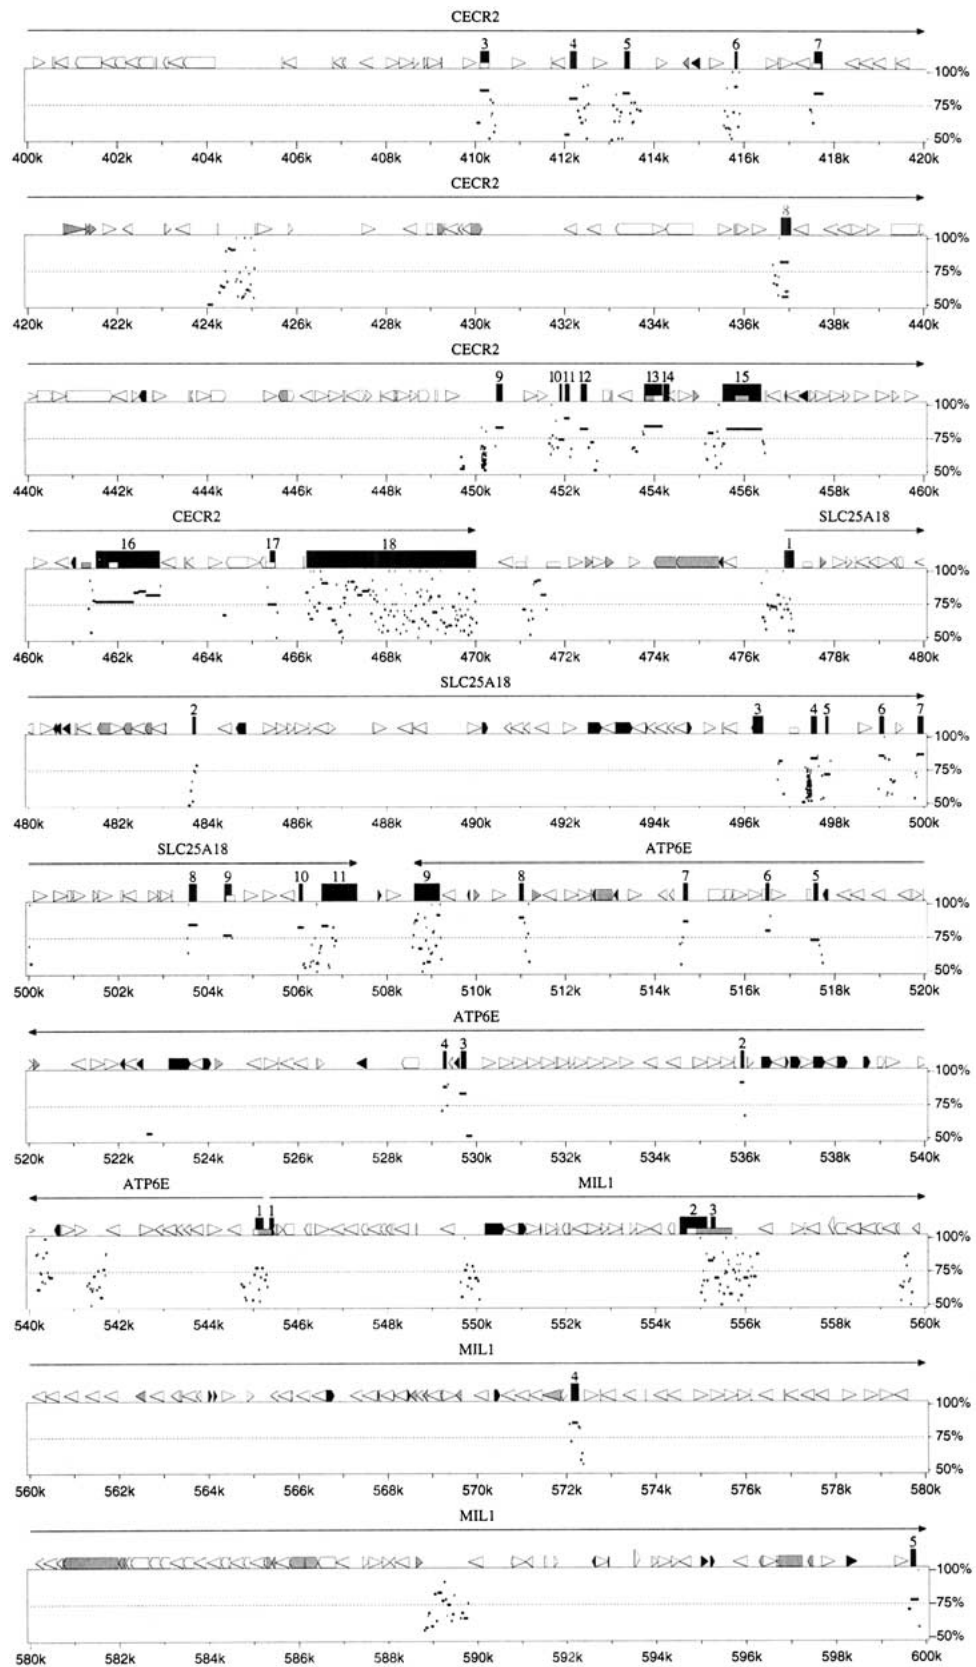 CECR2
3 4 5 6 7
100%
75%
50%
400k 402k 404k 406k 408k 410k 412k 414k 416k 418k 420k
CECR2
8
100%
75%
50%
420k 422k 424k 426k 428k 430k 432k 434k 436k 438k 440k
CECR2
9 10 11 12 13 14 15
100%
75%
50%
440k 442k 444k 446k 448k 450k 452k 454k 456k 458k 460k
CECR2 SLC25A18
16 17 18 1
100%
75%
50%
460k 462k 464k 466k 468k 470k 472k 474k 476k 478k 480k
SLC25A18
2 3 4 5 6 7
100%
75%
50%
480k 482k 484k 486k 488k 490k 492k 494k 496k 498k 500k
SLC25A18 ATP6E
8 9 10 11 9 8 7 6 5
100%
75%
50%
500k 502k 504k 506k 508k 510k 512k 514k 516k 518k 520k
ATP6E
4 3 2
100%
75%
50%
520k 522k 524k 526k 528k 530k 532k 534k 536k 538k 540k
ATP6E MIL1
1 1 2 3
100%
75%
50%
540k 542k 544k 546k 548k 550k 552k 554k 556k 558k 560k
MIL1
4
100%
75%
50%
560k 562k 564k 566k 568k 570k 572k 574k 576k 578k 580k
MIL1
5
100%
75%
50%
580k 582k 584k 586k 588k 590k 592k 594k 596k 598k 600k